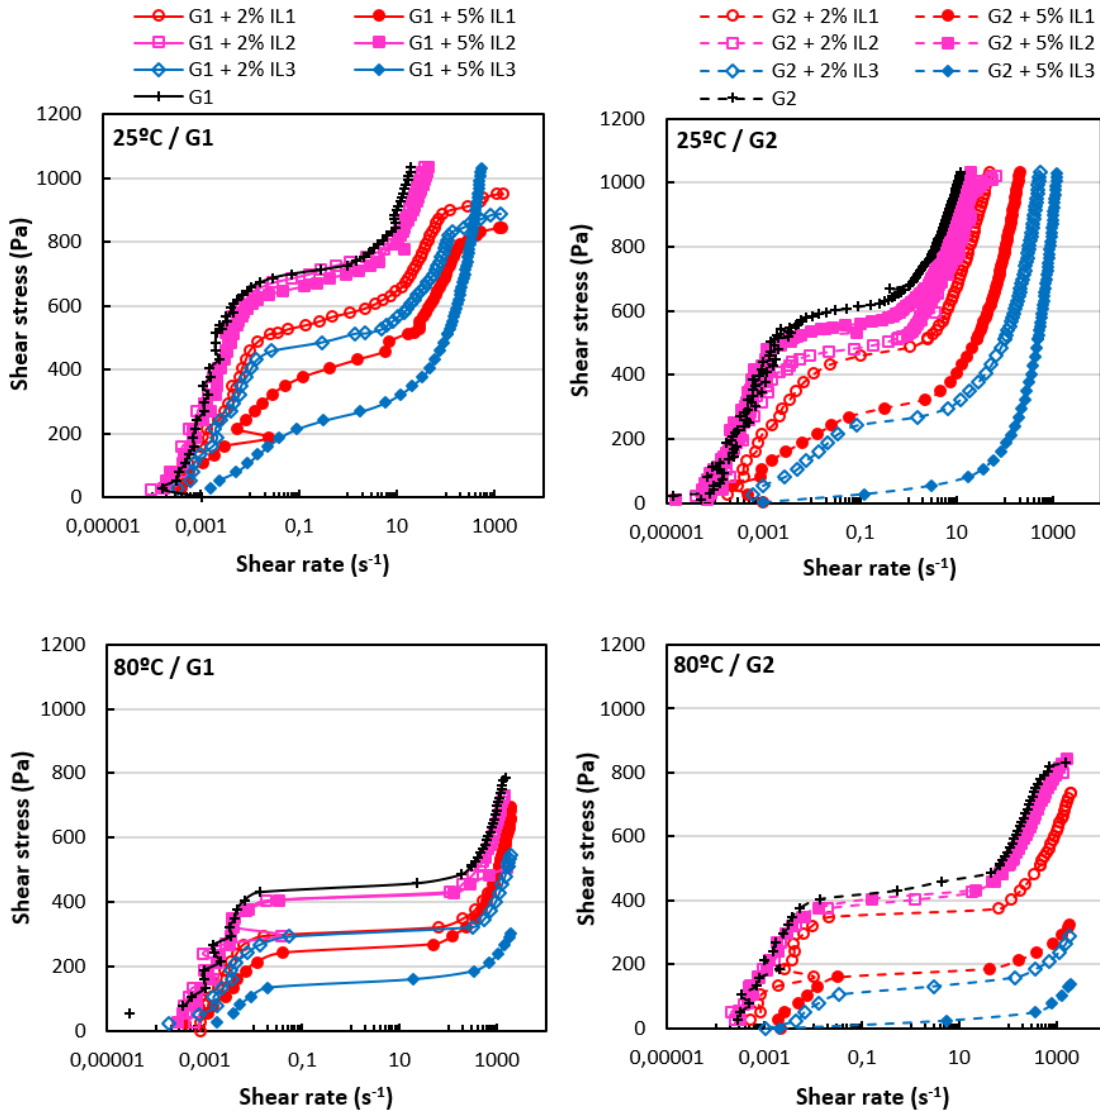 G1 + 2% IL1 G1 + 5% IL1
G1 + 2% IL2 G1 + 5% IL2
G1 + 2% IL3 G1 + 5% IL3
G1
G2 + 2% IL1 G2 + 5% IL1
G2 + 2% IL2 G2 + 5% IL2
G2 + 2% IL3 G2 + 5% IL3
G2
25ºC / G1
Shear stress (Pa)
1200
1000
800
600
400
200
0
0,00001 0,001 0,1 10 1000
Shear rate (s⁻¹)
25ºC / G2
Shear stress (Pa)
1200
1000
800
600
400
200
0
0,00001 0,001 0,1 10 1000
Shear rate (s⁻¹)
80ºC / G1
Shear stress (Pa)
1200
1000
800
600
400
200
0
0,00001 0,001 0,1 10 1000
Shear rate (s⁻¹)
80ºC / G2
Shear stress (Pa)
1200
1000
800
600
400
200
0
0,00001 0,001 0,1 10 1000
Shear rate (s⁻¹)